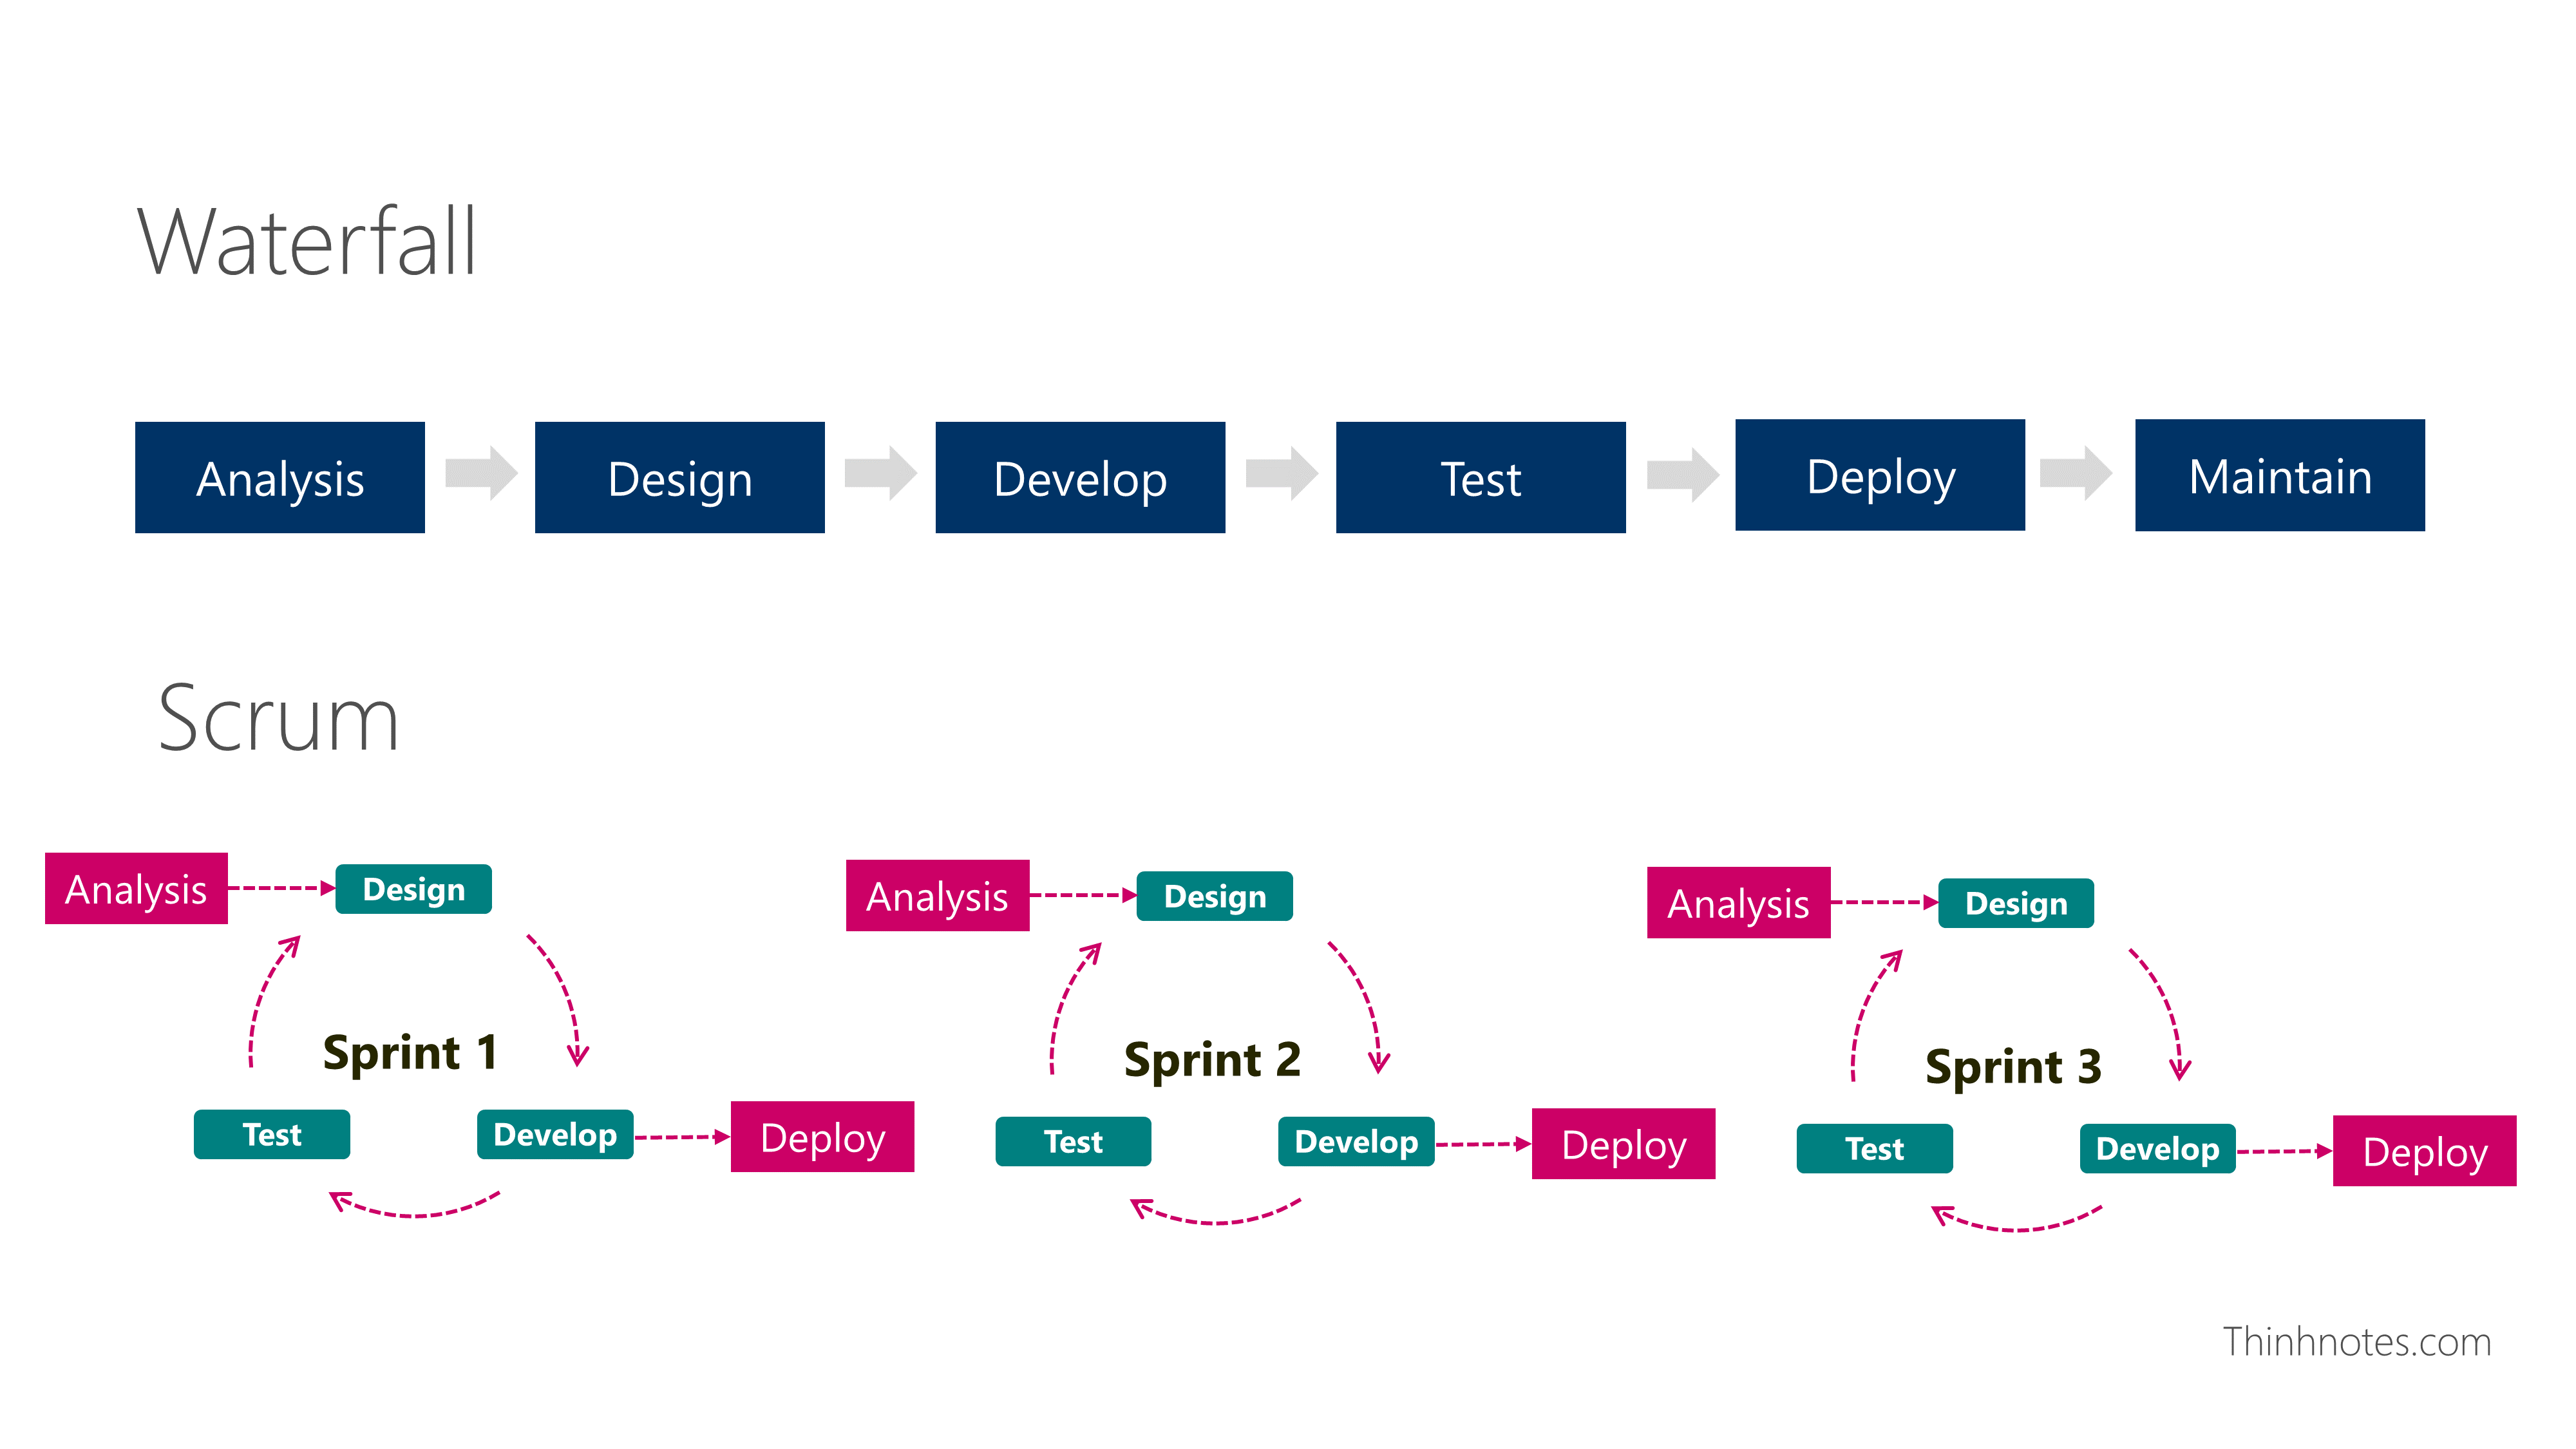 Waterfall
Analysis
Design
Develop
Test
Deploy
Maintain
Scrum
Analysis
Design
Sprint 1
Test
Develop
Deploy
Analysis
Design
Sprint 2
Test
Develop
Deploy
Analysis
Design
Sprint 3
Test
Develop
Deploy
Thinhnotes.com